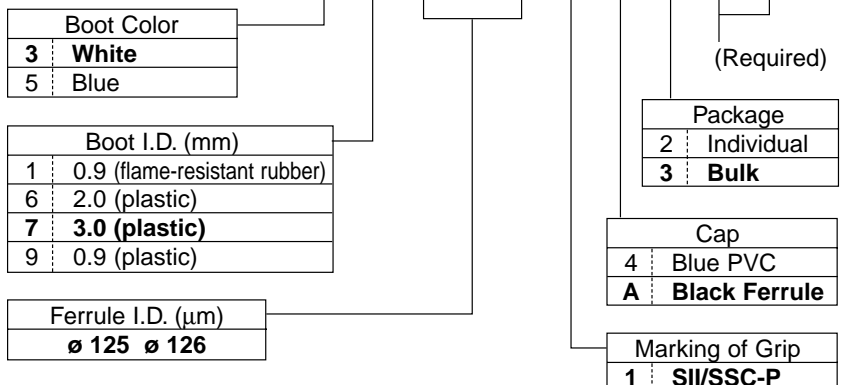 Boot Color
3 White
5 Blue
Boot I.D. (mm)
1 0.9 (flame-resistant rubber)
6 2.0 (plastic)
7 3.0 (plastic)
9 0.9 (plastic)
Ferrule I.D. (μm)
ø 125 ø 126
(Required)
Package
2 Individual
3 Bulk
Cap
4 Blue PVC
A Black Ferrule
Marking of Grip
1 SII/SSC-P